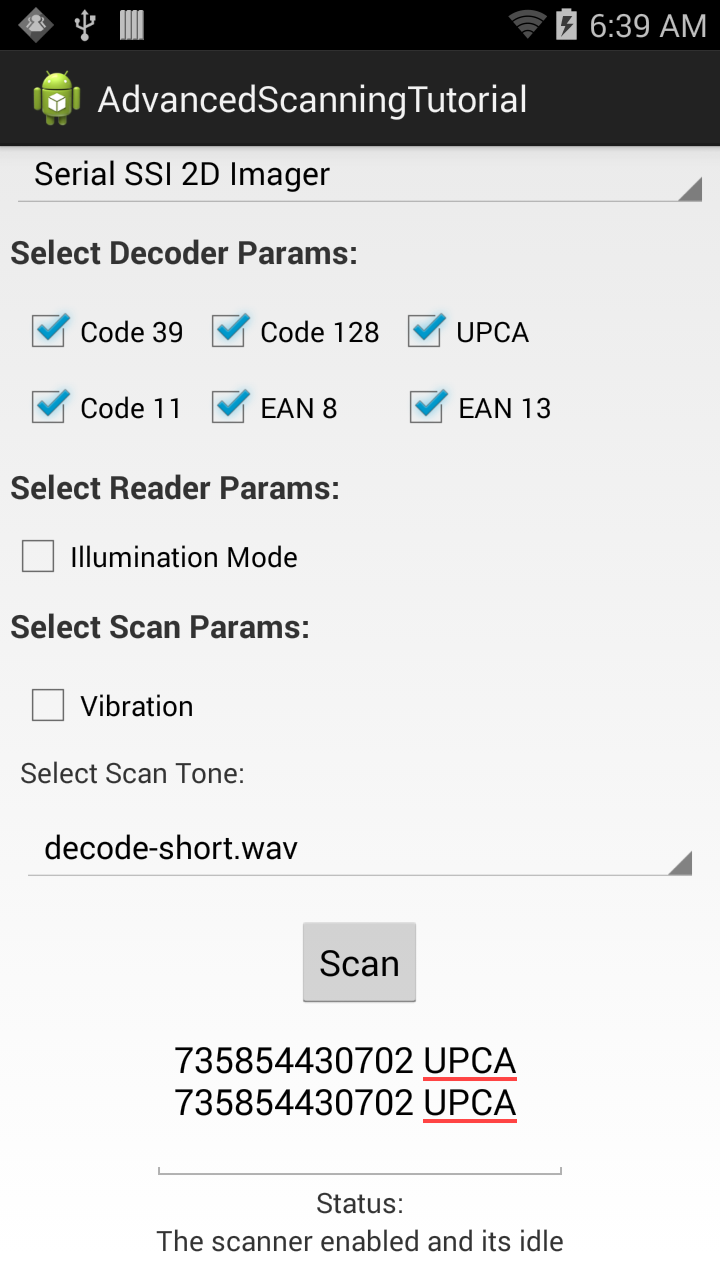 6:39 AM
AdvancedScanningTutorial
Serial SSI 2D Imager
Select Decoder Params:
Code 39 Code 128 UPCA
Code 11 EAN 8 EAN 13
Select Reader Params:
Illumination Mode
Select Scan Params:
Vibration
Select Scan Tone:
decode-short.wav
Scan
735854430702 UPCA
735854430702 UPCA
Status:
The scanner enabled and its idle